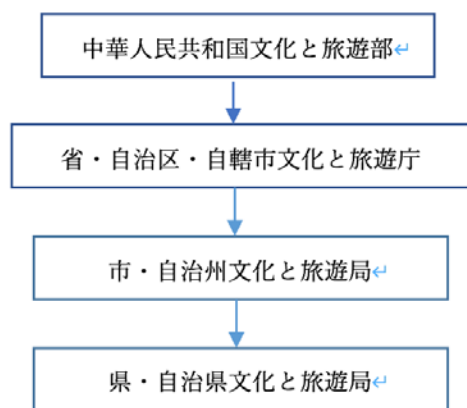 中華人民共和国文化と旅遊部↵
省・自治区・自轄市文化と旅遊庁
市・自治州文化と旅遊局↵
県・自治県文化と旅遊局↵